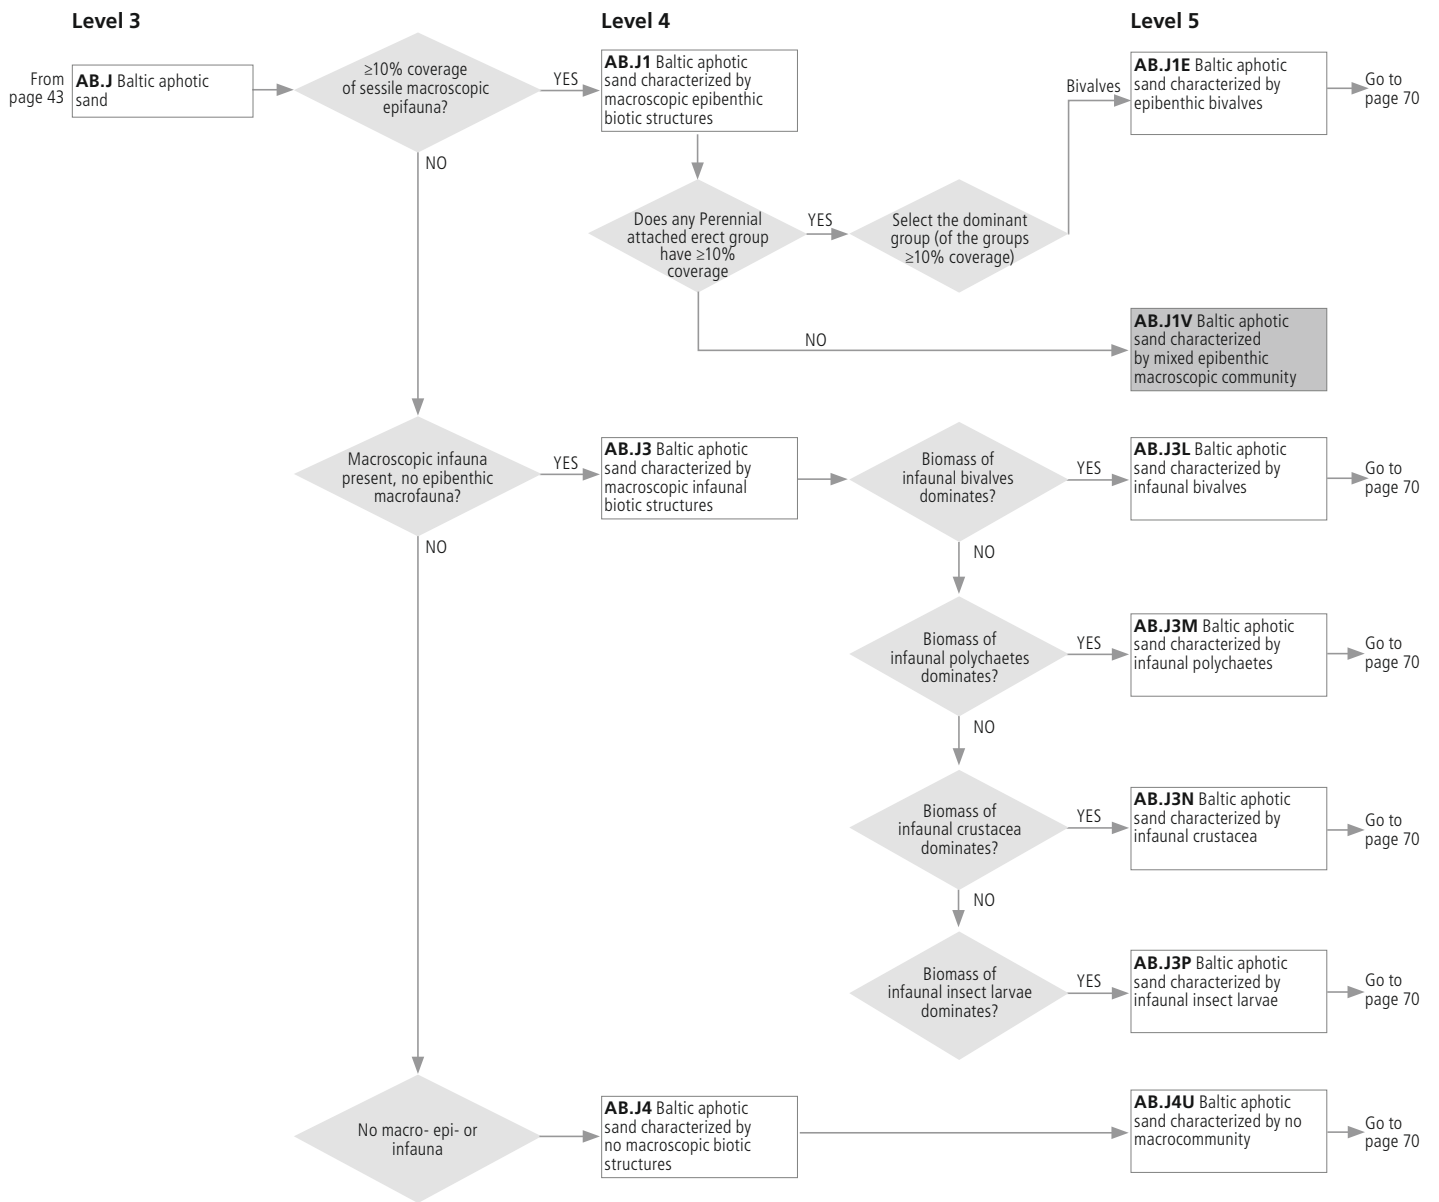 Level 3
Level 4
Level 5
From
page 43
AB.J Baltic aphotic
sand
≥10% coverage
of sessile macroscopic
epifauna?
YES
AB.J1 Baltic aphotic
sand characterized by
macroscopic epibenthic
biotic structures
Bivalves
AB.J1E Baltic aphotic
sand characterized by
epibenthic bivalves
Go to
page 70
NO
Does any Perennial
attached erect group
have ≥10%
coverage
YES
Select the dominant
group (of the groups
≥10% coverage)
NO
AB.J1V Baltic aphotic
sand characterized
by mixed epibenthic
macroscopic community
Macroscopic infauna
present, no epibenthic
macrofauna?
YES
AB.J3 Baltic aphotic
sand characterized by
macroscopic infaunal
biotic structures
Biomass of
infaunal bivalves
dominates?
YES
AB.J3L Baltic aphotic
sand characterized by
infaunal bivalves
Go to
page 70
NO
NO
Biomass of
infaunal polychaetes
dominates?
YES
AB.J3M Baltic aphotic
sand characterized by
infaunal polychaetes
Go to
page 70
NO
Biomass of
infaunal crustacea
dominates?
YES
AB.J3N Baltic aphotic
sand characterized by
infaunal crustacea
Go to
page 70
NO
Biomass of
infaunal insect larvae
dominates?
YES
AB.J3P Baltic aphotic
sand characterized by
infaunal insect larvae
Go to
page 70
No macro- epi- or
infauna
AB.J4 Baltic aphotic
sand characterized by
no macroscopic biotic
structures
AB.J4U Baltic aphotic
sand characterized by no
macrocommunity
Go to
page 70